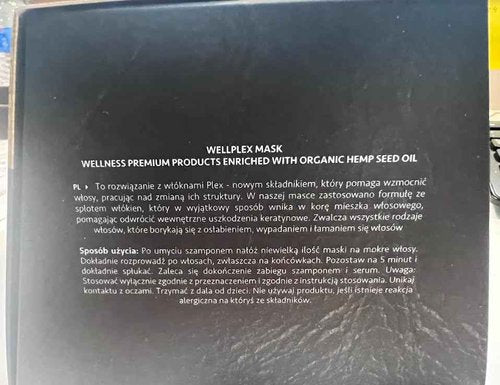 WELLPLEX MASK
WELLNESS PREMIUM PRODUCTS ENRICHED WITH ORGANIC HEMP SEED OIL
PL To rozwiązanie z włóknami Plex - nowym składnikiem, który pomaga wzmocnić
włosy, pracując nad zmianą ich struktury. W naszej masce zastosowano formułę ze
splotem włókien, który w wyjątkowy sposób wnika w korę mieszka włosowego,
pomagając odwrócić wewnętrzne uszkodzenia keratynowe. Zwalcza wszystkie rodzaje
włosów, które borykają się z osłabieniem, wypadaniem i łamaniem się włosów
Sposób użycia: Po umyciu szamponem nałóż niewielką ilość maski na mokre włosy.
Dokładnie rozprowadź po włosach, zwłaszcza na końcówkach. Pozostaw na 5 minut i
dokładnie spłukać. Zaleca się dokończenie zabiegu szamponem i serum. Uwaga:
Stosować wyłącznie zgodnie z przeznaczeniem i zgodnie z instrukcją stosowania. Unikaj
kontaktu z oczami. Trzymać z dala od dzieci. Nie używaj produktu, jeśli istnieje reakcja
alergiczna na któryś ze składników.